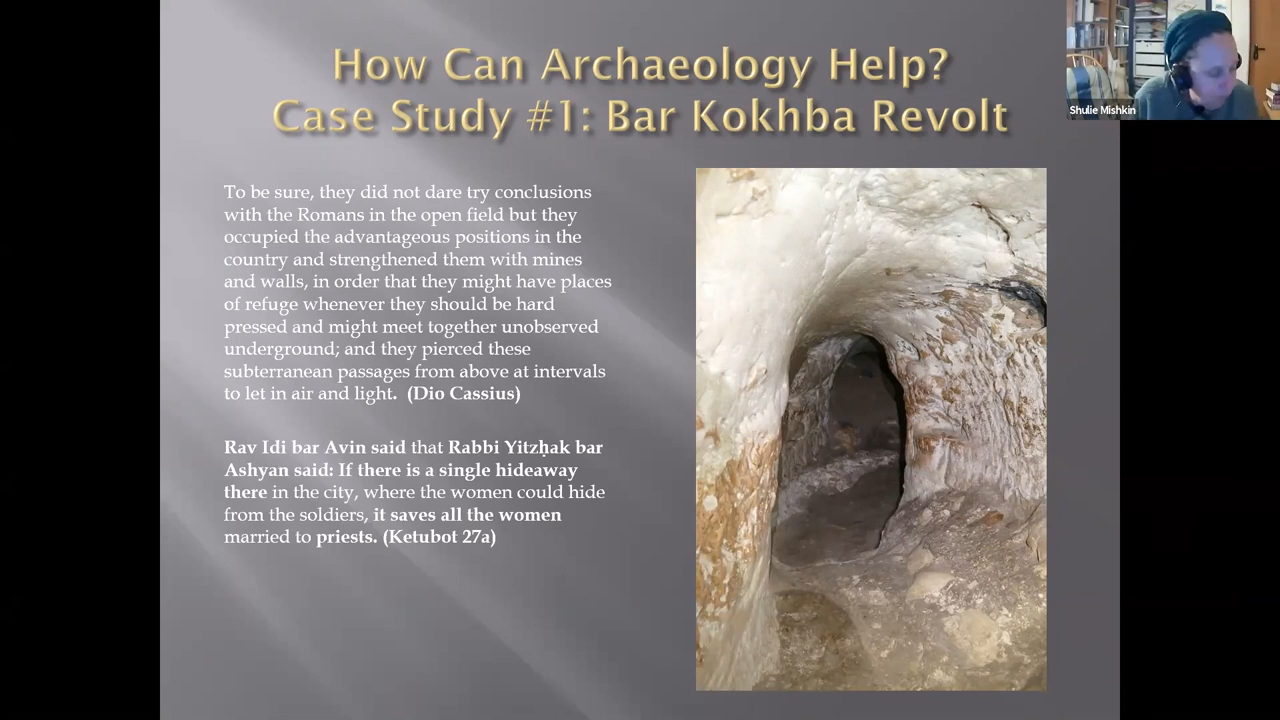 How Can Archaeology Help?
Case Study #1: Bar Kokhba Revolt
Shulie Mishkin
To be sure, they did not dare try conclusions
with the Romans in the open field but they
occupied the advantageous positions in the
country and strengthened them with mines
and walls, in order that they might have places
of refuge whenever they should be hard
pressed and might meet together unobserved
underground; and they pierced these
subterranean passages from above at intervals
to let in air and light. (Dio Cassius)
Rav Idi bar Avin said that Rabbi Yitzḥak bar
Ashyan said: If there is a single hideaway
there in the city, where the women could hide
from the soldiers, it saves all the women
married to priests. (Ketubot 27a)